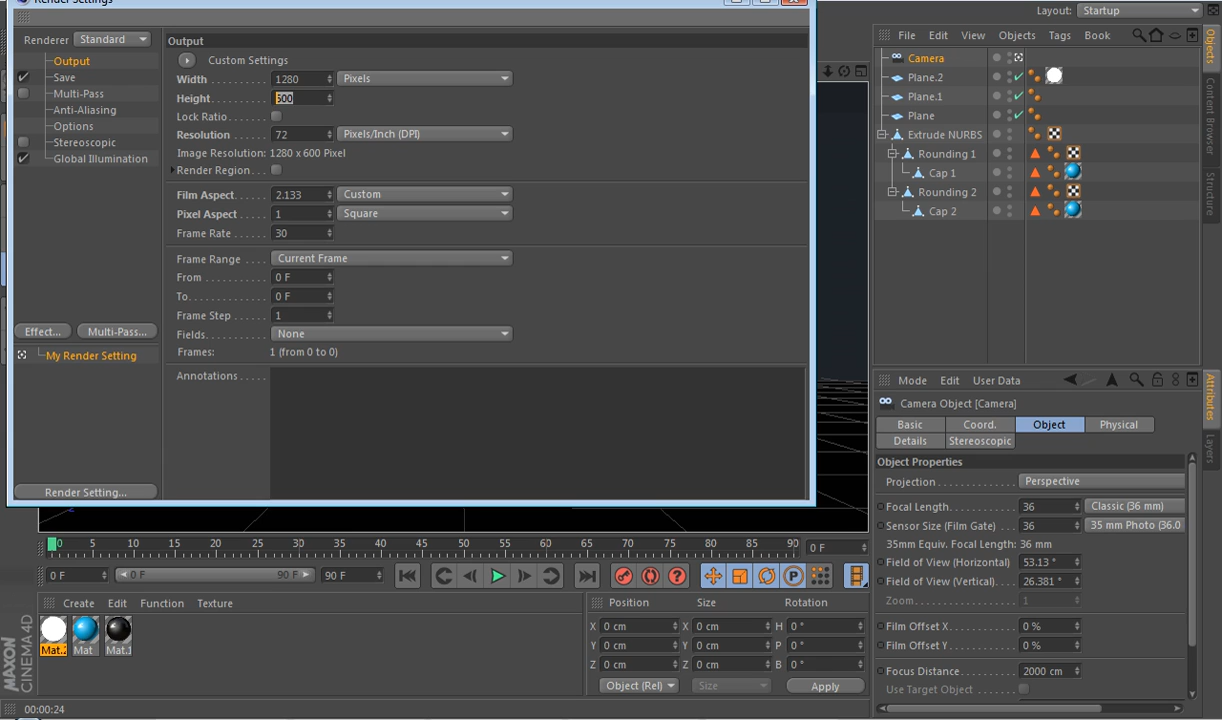 Render Settings
Layout: Startup
Renderer Standard
Output
Save
Multi-Pass
Anti-Aliasing
Options
Stereoscopic
Global Illumination
Effect... Multi-Pass...
My Render Setting
Render Setting...
Output
Custom Settings
Width 1280 Pixels
Height 600
Lock Ratio
Resolution 72 Pixels/Inch (DPI)
Image Resolution: 1280 x 600 Pixel
Render Region
Film Aspect 2.133 Custom
Pixel Aspect 1 Square
Frame Rate 30
Frame Range Current Frame
From 0 F
To 0 F
Frame Step 1
Fields None
Frames: 1 (from 0 to 0)
Annotations
File Edit View Objects Tags Book
Camera
Plane.2
Plane.1
Plane
Extrude NURBS
Rounding 1
Cap 1
Rounding 2
Cap 2
Objects
Content Browser
Structure
Mode Edit User Data
Camera Object [Camera]
Basic Coord. Object Physical
Details Stereoscopic
Object Properties
Projection Perspective
Focal Length 36 Classic (36 mm)
Sensor Size (Film Gate) 36 35 mm Photo (36.0
35mm Equiv. Focal Length: 36 mm
Field of View (Horizontal) 53.13 °
Field of View (Vertical) 26.381 °
Zoom 1
Film Offset X 0 %
Film Offset Y 0 %
Focus Distance 2000 cm
Use Target Object
Attributes
Layers
0 5 10 15 20 25 30 35 40 45 50 55 60 65 70 75 80 85 90 0 F
0 F 0 F 90 F 90 F
Create Edit Function Texture
Mat.2 Mat Mat.1
Position Size Rotation
X 0 cm X 0 cm H 0 °
Y 0 cm Y 0 cm P 0 °
Z 0 cm Z 0 cm B 0 °
Object (Rel) Size Apply
MAXON
CINEMA 4D
00:00:24